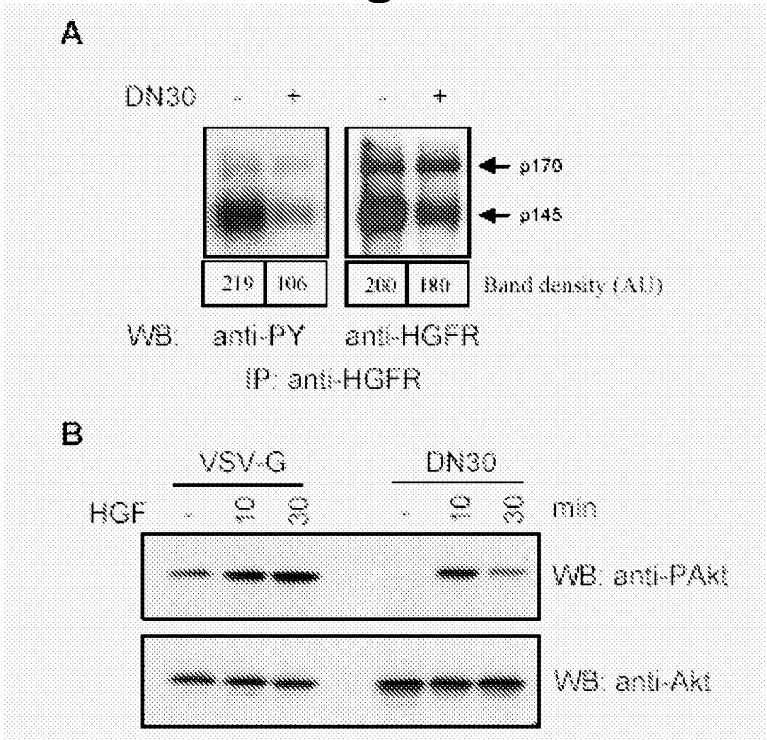 A
DN30 - + - +
p170
p145
219 106 200 180 Band density (AU)
WB: anti-PY anti-HGFR
IP: anti-HGFR
B
VSV-G DN30
HGF - 10 30 - 10 30 min
WB: anti-PAkt
WB: anti-Akt